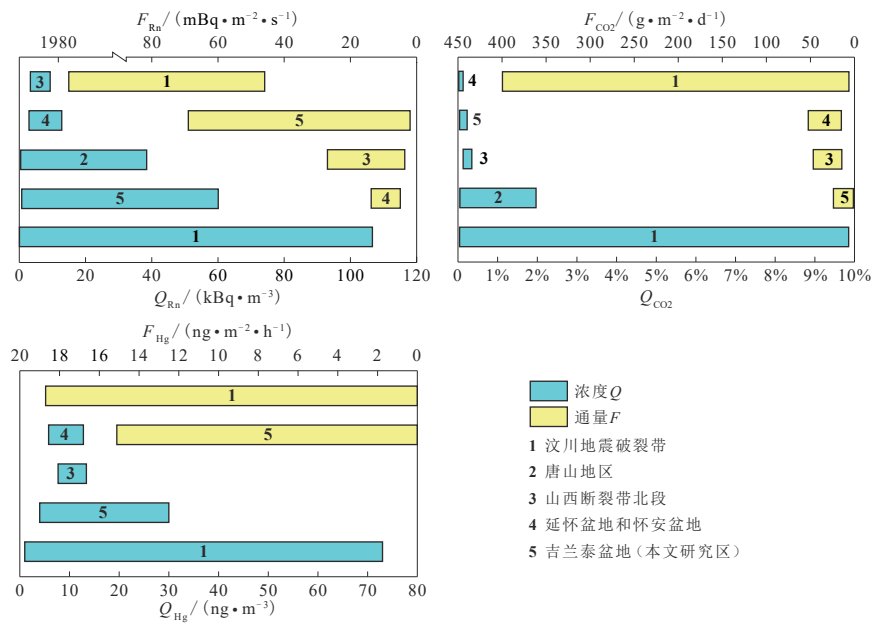 F_Rn/(mBq·m⁻²·s⁻¹)
1980 80 60 40 20 0
3 1
4 5
2 3
5 4
1
0 20 40 60 80 100 120
Q_Rn/(kBq·m⁻³)
F_CO2/(g·m⁻²·d⁻¹)
450 400 350 300 250 200 150 100 50 0
4 1
5 4
3 3
2 5
1
0 1% 2% 3% 4% 5% 6% 7% 8% 9% 10%
Q_CO2
F_Hg/(ng·m⁻²·h⁻¹)
20 18 16 14 12 10 8 6 4 2 0
1
4 5
3
5
1
0 10 20 30 40 50 60 70 80
Q_Hg/(ng·m⁻³)
浓度Q
通量F
1 汶川地震破裂带
2 唐山地区
3 山西断裂带北段
4 延怀盆地和怀安盆地
5 吉兰泰盆地(本文研究区)